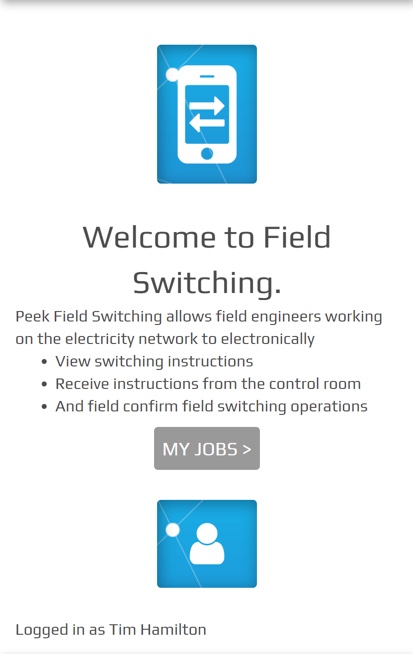 Welcome to Field
Switching.
Peek Field Switching allows field engineers working
on the electricity network to electronically
• View switching instructions
• Receive instructions from the control room
• And field confirm field switching operations
MY JOBS >
Logged in as Tim Hamilton